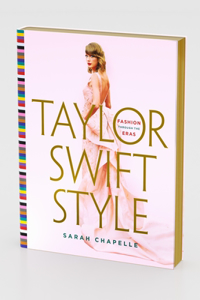 TAYLOR
FASHION
THROUGH THE
ERAS
SWIFT
STYLE
SARAH CHAPELLE